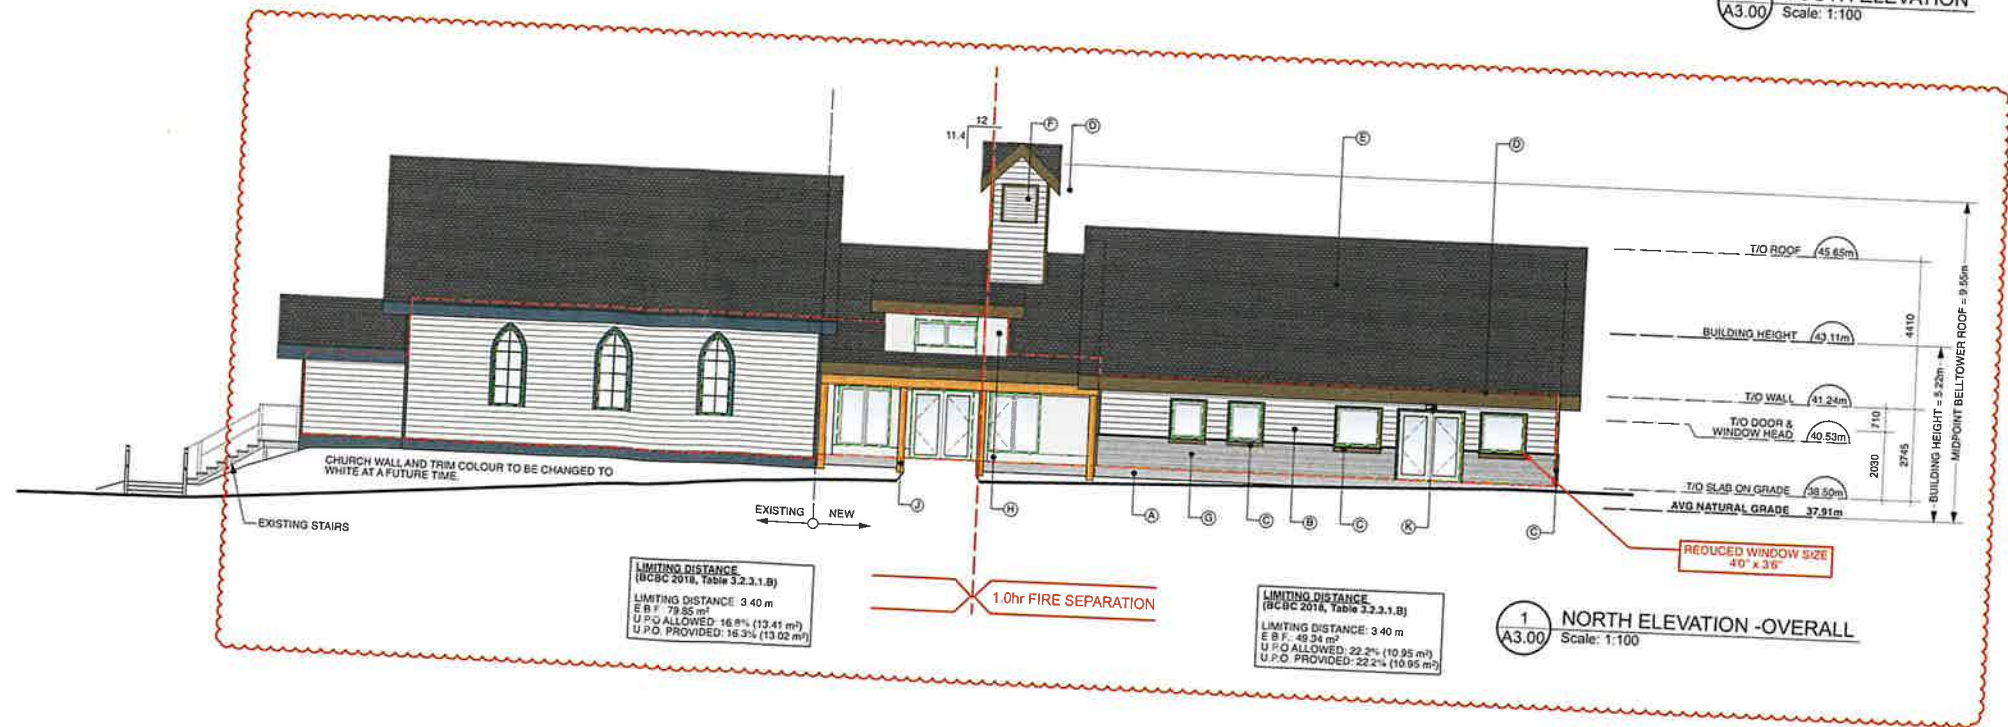 A3.00
Scale: 1:100
12
11.4
F
D
E
D
T/O ROOF 45.65m
BUILDING HEIGHT 43.11m
T/O WALL 41.24m
T/O DOOR &
WINDOW HEAD 40.53m
T/O SLAB ON GRADE 38.50m
AVG NATURAL GRADE 37.91m
4410
710
2030
2745
BUILDING HEIGHT = 5.22m
MIDPOINT BELLTOWER ROOF = 9.55m
CHURCH WALL AND TRIM COLOUR TO BE CHANGED TO
WHITE AT A FUTURE TIME.
EXISTING STAIRS
EXISTING NEW
J
H
A
G
C
B
C
K
C
REDUCED WINDOW SIZE
4'0" x 3'6"
LIMITING DISTANCE
(BCBC 2018, Table 3.2.3.1.B)
LIMITING DISTANCE: 3.40 m
E.B.F: 79.85 m²
U.P.O ALLOWED: 16.8% (13.41 m²)
U.P.O. PROVIDED: 16.3% (13.02 m²)
1.0hr FIRE SEPARATION
LIMITING DISTANCE
(BCBC 2018, Table 3.2.3.1.B)
LIMITING DISTANCE: 3.40 m
E.B.F.: 49.34 m²
U.P.O ALLOWED: 22.2% (10.95 m²)
U.P.O. PROVIDED: 22.2% (10.95 m²)
1
A3.00
NORTH ELEVATION -OVERALL
Scale: 1:100